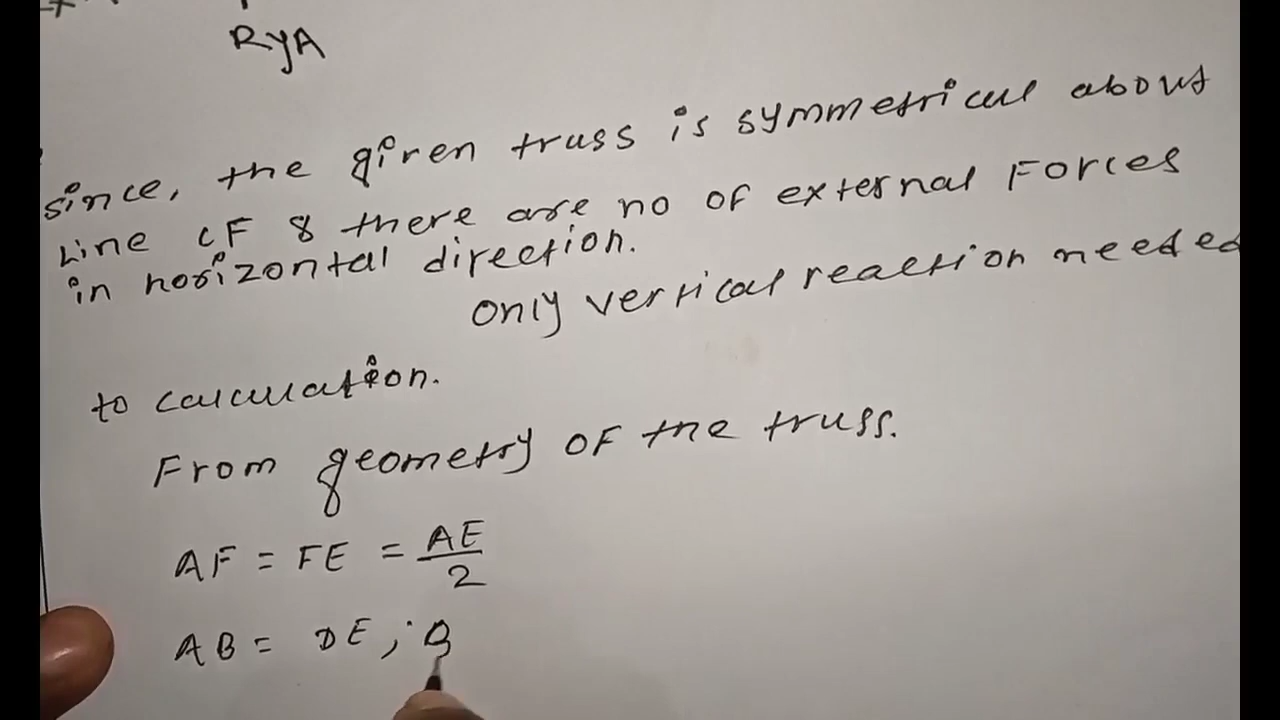 RyA
since, the given truss is symmetrical about
Line CF & there are no of external Forces
in horizontal direction.
only vertical reaction needed
to calculation.
From geometry of the truss.
AF = FE = AE/2
AB = DE ; B